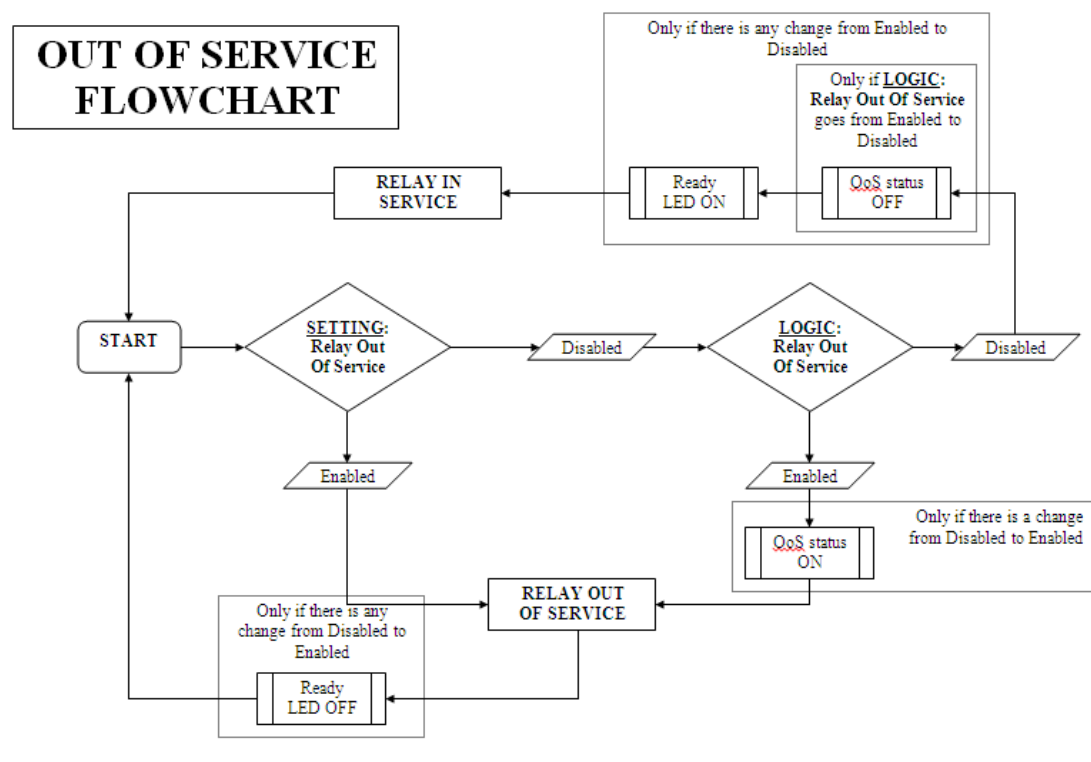 OUT OF SERVICE
FLOWCHART
Only if there is any change from Enabled to
Disabled
Only if LOGIC:
Relay Out Of Service
goes from Enabled to
Disabled
RELAY IN
SERVICE
Ready
LED ON
OoS status
OFF
START
SETTING:
Relay Out
Of Service
Disabled
LOGIC:
Relay Out
Of Service
Disabled
Enabled
Enabled
Only if there is a change
from Disabled to Enabled
OoS status
ON
RELAY OUT
OF SERVICE
Only if there is any
change from Disabled to
Enabled
Ready
LED OFF